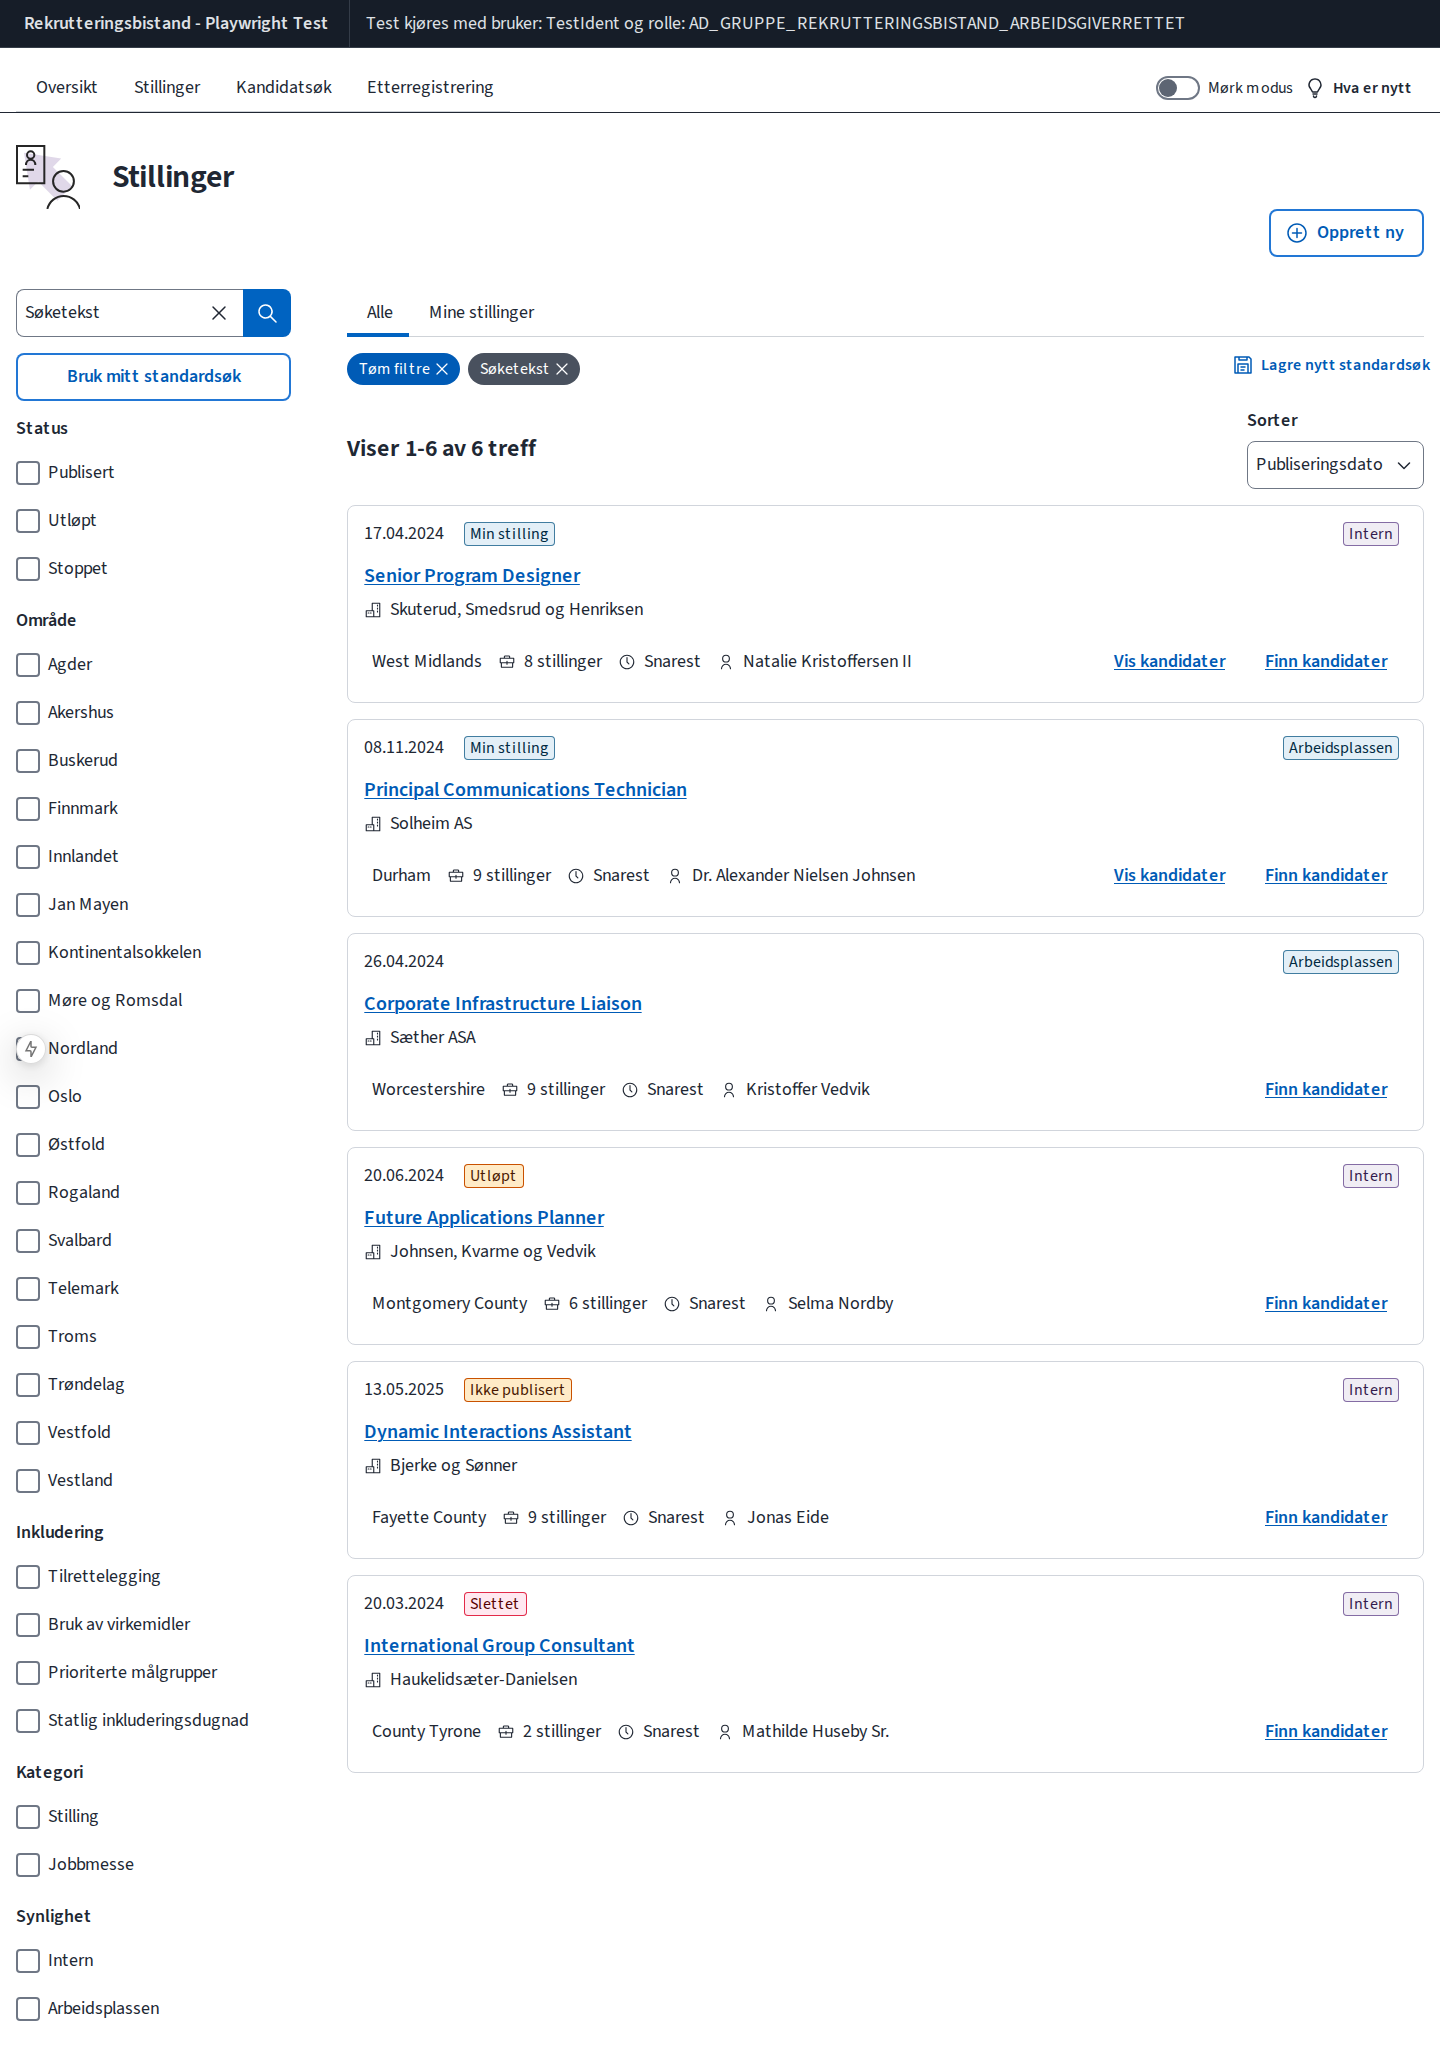 Rekrutteringsbistand - Playwright Test
Test kjøres med bruker: TestIdent og rolle: AD_GRUPPE_REKRUTTERINGSBISTAND_ARBEIDSGIVERRETTET
Oversikt
Stillinger
Kandidatsøk
Etterregistrering
Mørk modus
Hva er nytt
Stillinger
Opprett ny
Søketekst
Bruk mitt standardsøk
Status
Publisert
Utløpt
Stoppet
Område
Agder
Akershus
Buskerud
Finnmark
Innlandet
Jan Mayen
Kontinentalsokkelen
Møre og Romsdal
Nordland
Oslo
Østfold
Rogaland
Svalbard
Telemark
Troms
Trøndelag
Vestfold
Vestland
Inkludering
Tilrettelegging
Bruk av virkemidler
Prioriterte målgrupper
Statlig inkluderingsdugnad
Kategori
Stilling
Jobbmesse
Synlighet
Intern
Arbeidsplassen
Alle
Mine stillinger
Tøm filtre
Søketekst
Lagre nytt standardsøk
Viser 1-6 av 6 treff
Sorter
Publiseringsdato
17.04.2024 Min stilling Intern
Senior Program Designer
Skuterud, Smedsrud og Henriksen
West Midlands 8 stillinger Snarest Natalie Kristoffersen II Vis kandidater Finn kandidater
08.11.2024 Min stilling Arbeidsplassen
Principal Communications Technician
Solheim AS
Durham 9 stillinger Snarest Dr. Alexander Nielsen Johnsen Vis kandidater Finn kandidater
26.04.2024 Arbeidsplassen
Corporate Infrastructure Liaison
Sæther ASA
Worcestershire 9 stillinger Snarest Kristoffer Vedvik Finn kandidater
20.06.2024 Utløpt Intern
Future Applications Planner
Johnsen, Kvarme og Vedvik
Montgomery County 6 stillinger Snarest Selma Nordby Finn kandidater
13.05.2025 Ikke publisert Intern
Dynamic Interactions Assistant
Bjerke og Sønner
Fayette County 9 stillinger Snarest Jonas Eide Finn kandidater
20.03.2024 Slettet Intern
International Group Consultant
Haukelidsæter-Danielsen
County Tyrone 2 stillinger Snarest Mathilde Huseby Sr. Finn kandidater